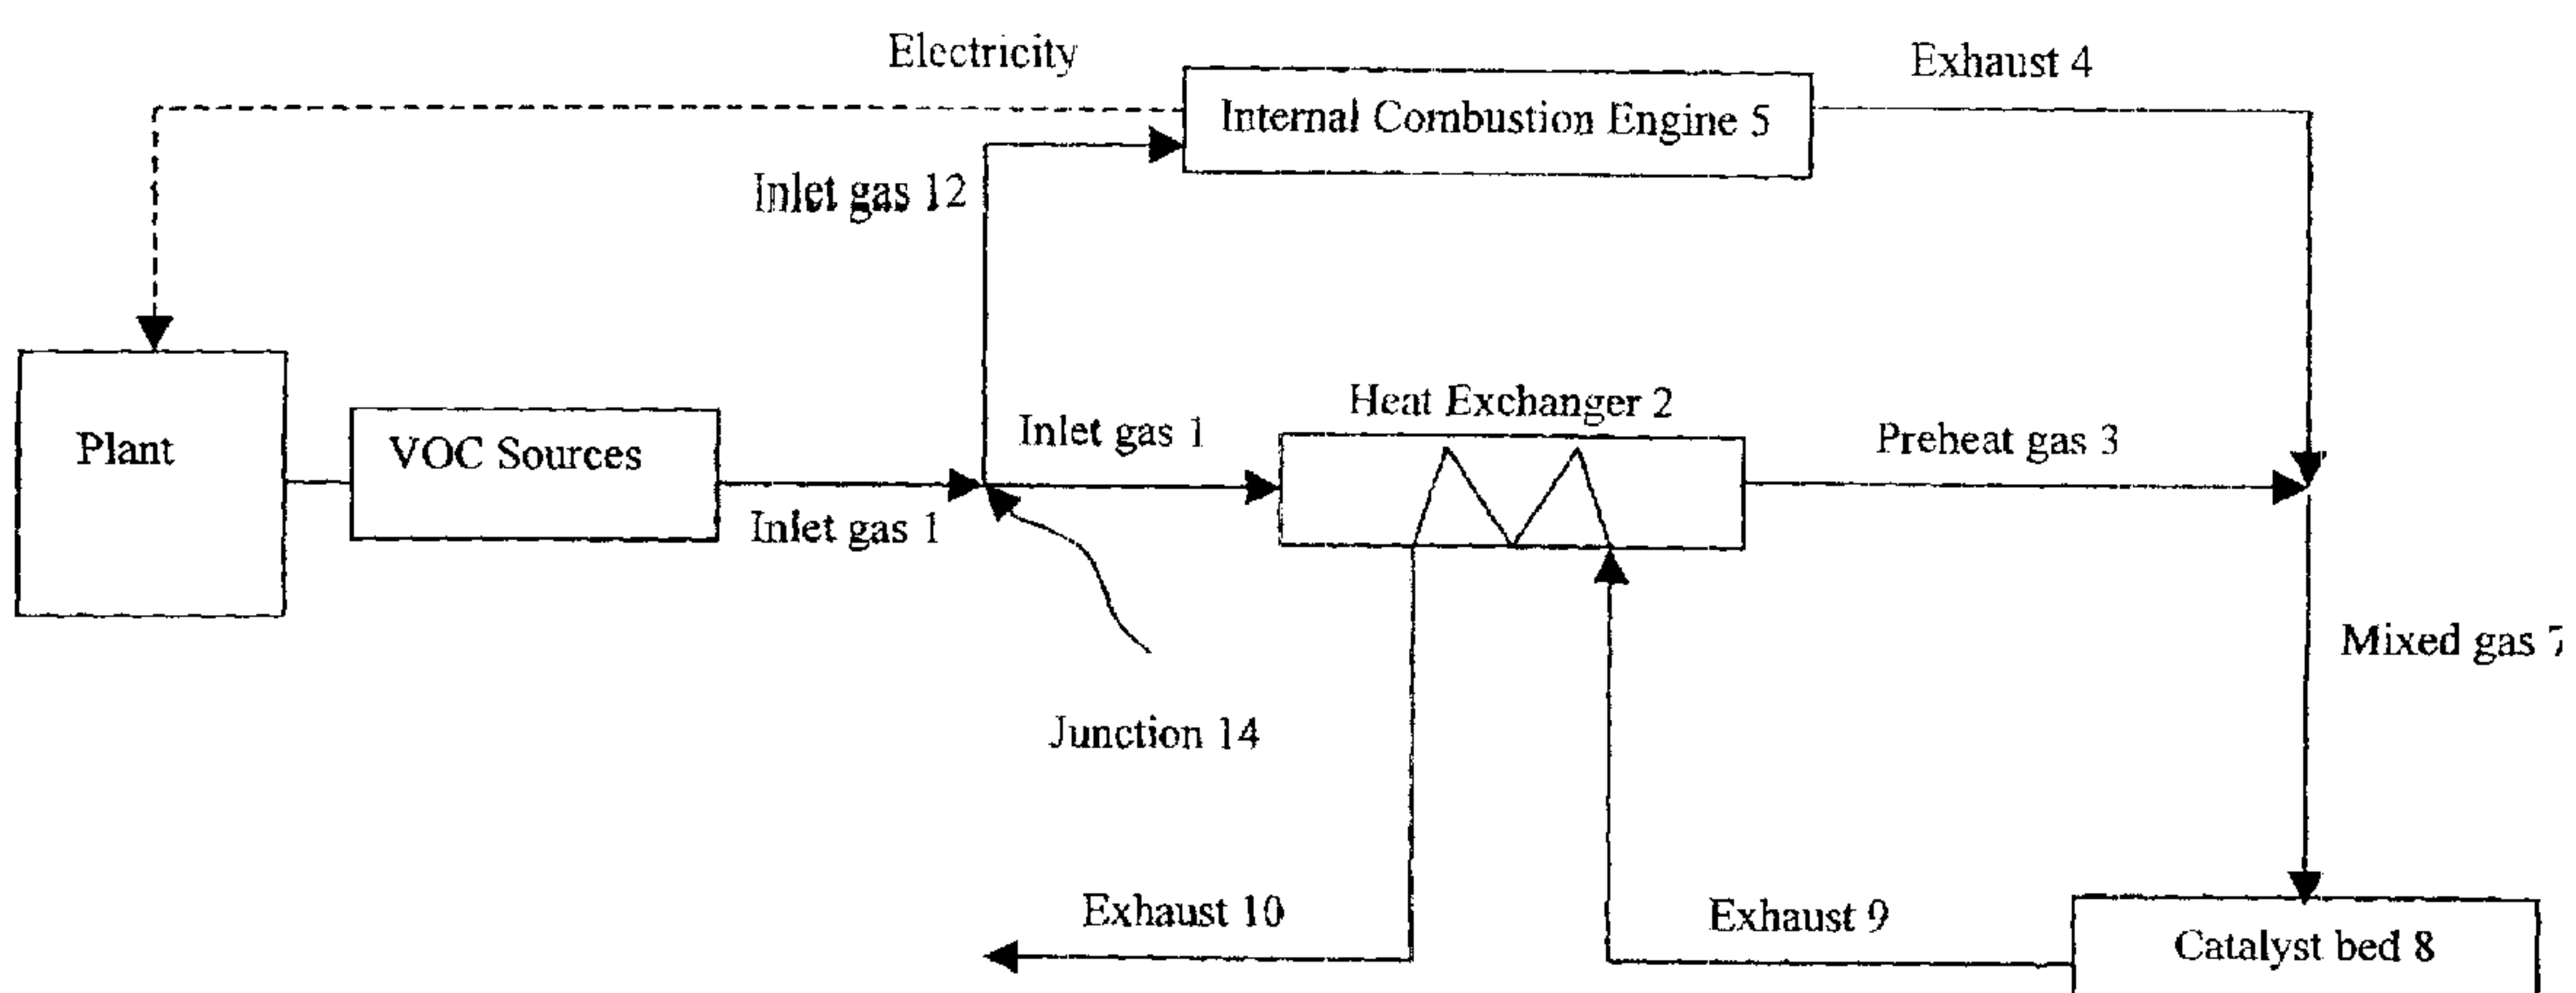 Electricity
Exhaust 4
Internal Combustion Engine 5
Inlet gas 12
Heat Exchanger 2
Plant
VOC Sources
Inlet gas 1
Preheat gas 3
Inlet gas 1
Mixed gas 7
Junction 14
Exhaust 10
Exhaust 9
Catalyst bed 8